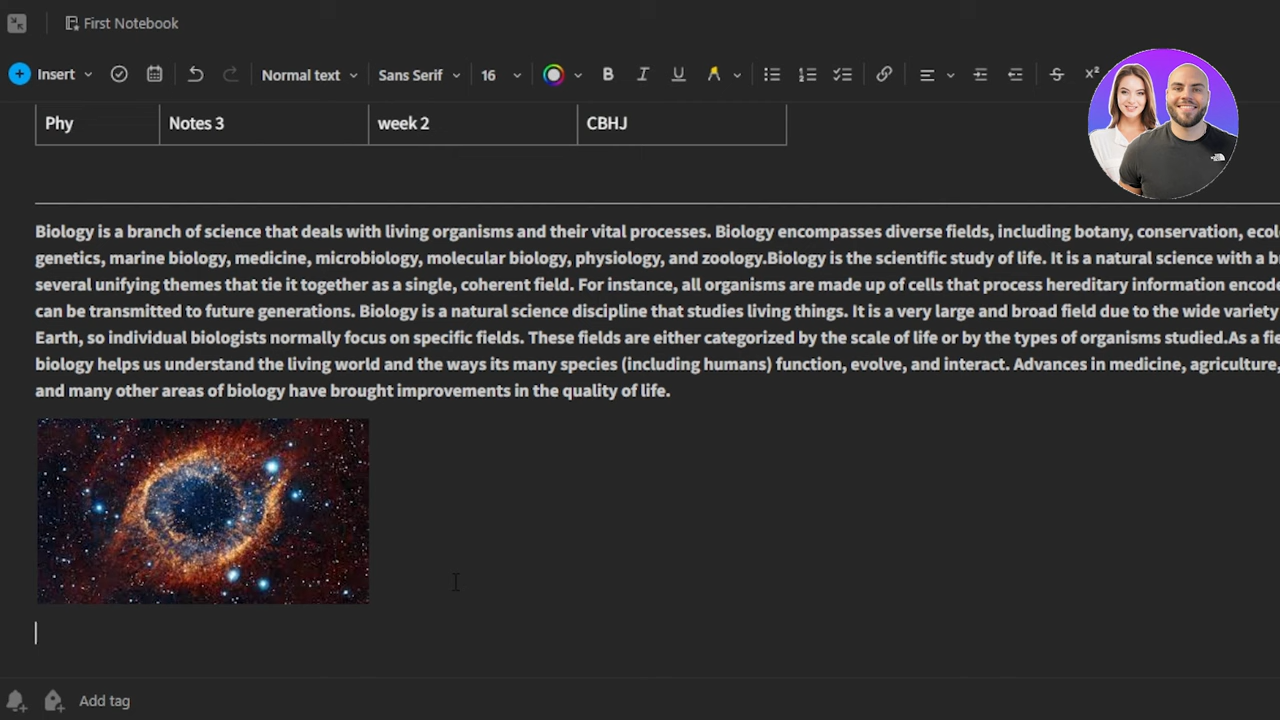 First Notebook
Insert Normal text Sans Serif 16 B I U S x²
Phy Notes 3 week 2 CBHJ
Biology is a branch of science that deals with living organisms and their vital processes. Biology encompasses diverse fields, including botany, conservation,
genetics, marine biology, medicine, microbiology, molecular biology, physiology, and zoology.Biology is the scientific study of life. It is a natural science with a
several unifying themes that tie it together as a single, coherent field. For instance, all organisms are made up of cells that process hereditary information
can be transmitted to future generations. Biology is a natural science discipline that studies living things. It is a very large and broad field due to the wide variety
Earth, so individual biologists normally focus on specific fields. These fields are either categorized by the scale of life or by the types of organisms studied.As a
biology helps us understand the living world and the ways its many species (including humans) function, evolve, and interact. Advances in medicine, agriculture,
and many other areas of biology have brought improvements in the quality of life.
Add tag